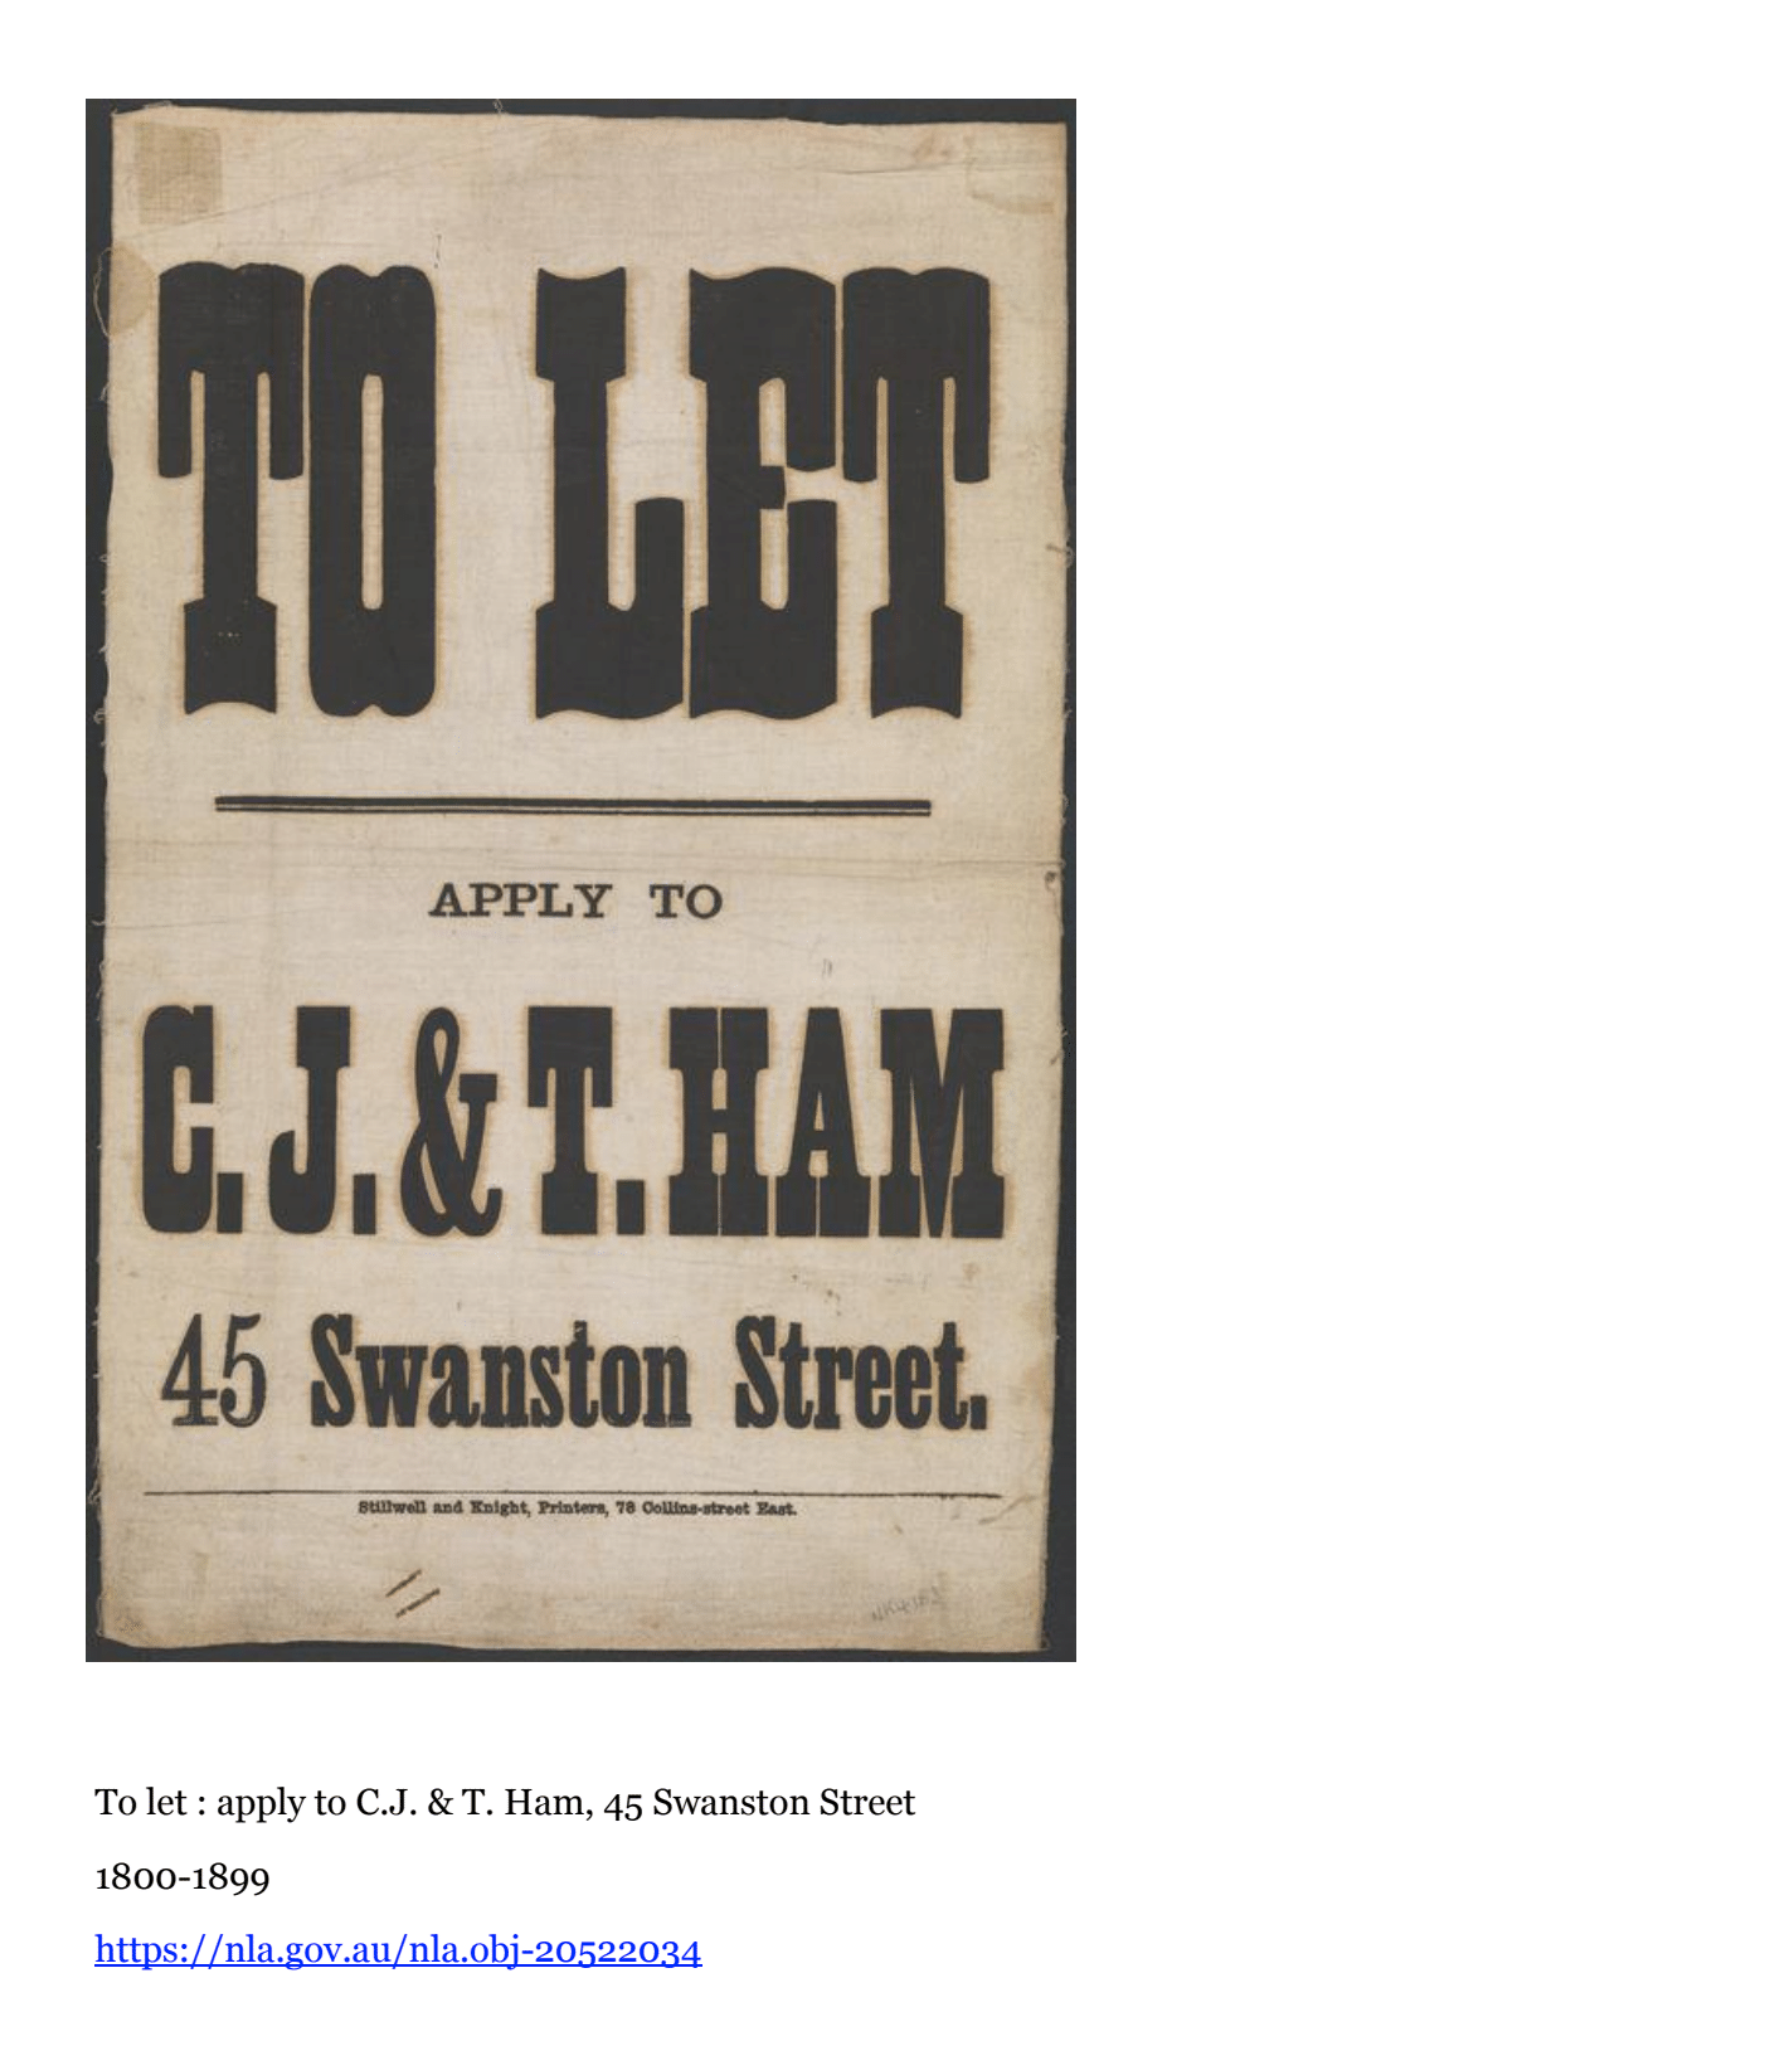 TO LET
APPLY TO
C. J. & T. HAM
45 Swanston Street.
Stillwell and Knight, Printers, 78 Collins-street East.
To let : apply to C.J. & T. Ham, 45 Swanston Street
1800-1899
https://nla.gov.au/nla.obj-20522034